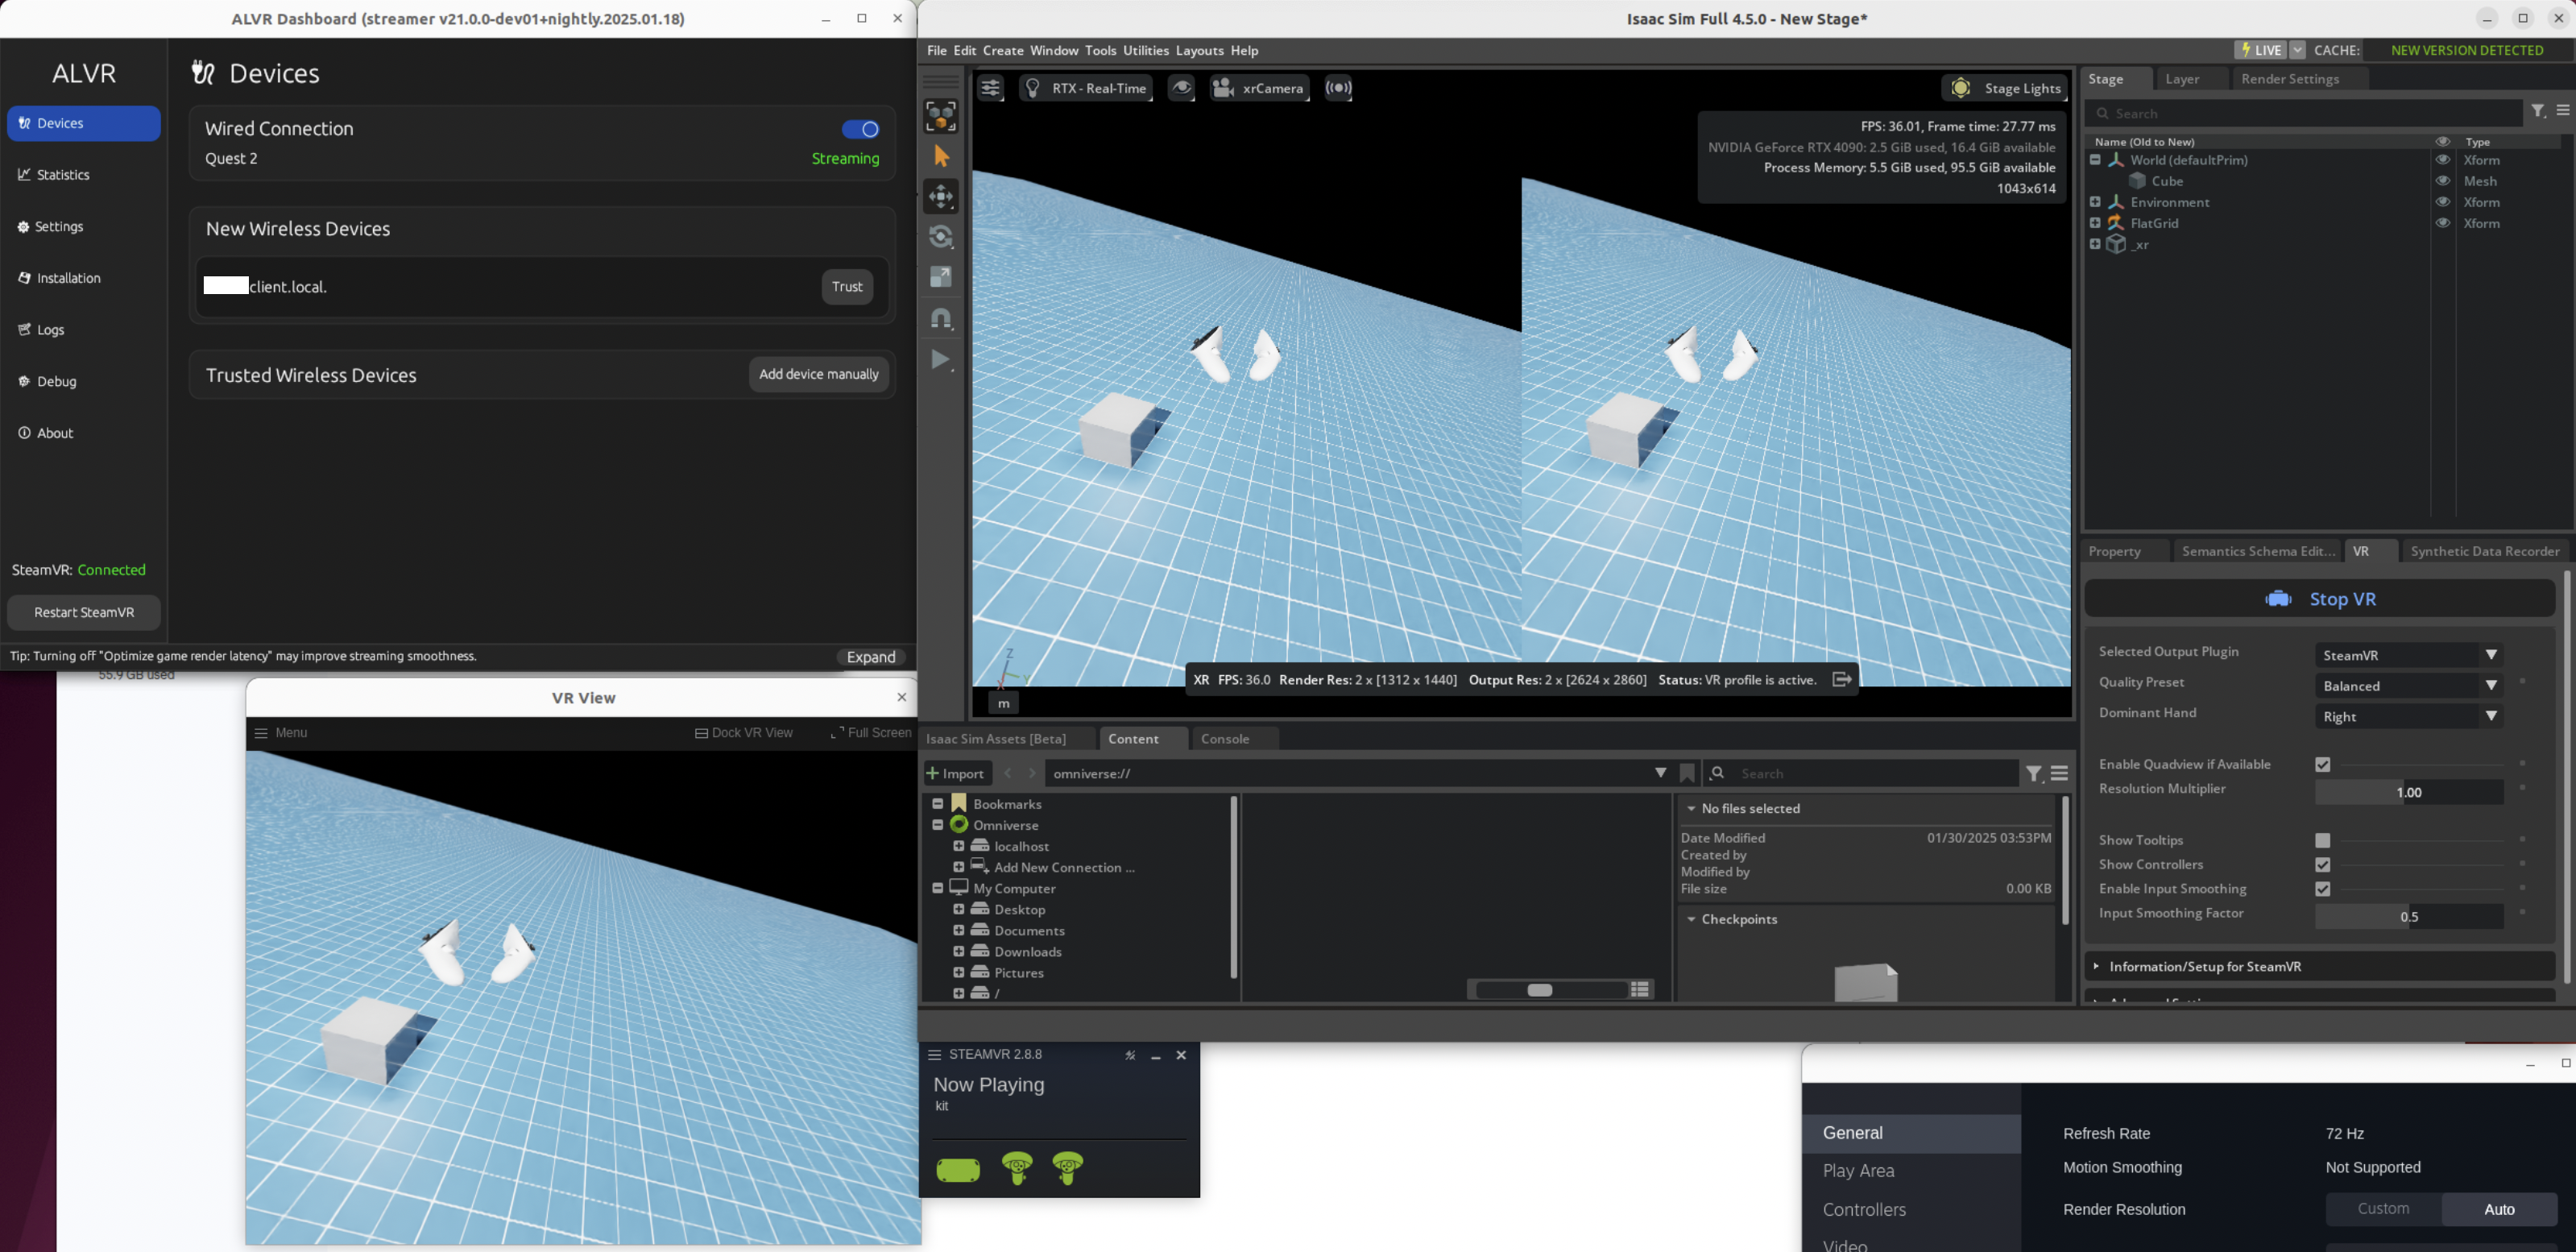 ALVR Dashboard (streamer v21.0.0-dev01+nightly.2025.01.18)
ALVR
Devices
Statistics
Settings
Installation
Logs
Debug
About
SteamVR: Connected
Restart SteamVR
Devices
Wired Connection
Quest 2
Streaming
New Wireless Devices
client.local.
Trust
Trusted Wireless Devices
Add device manually
Tip: Turning off "Optimize game render latency" may improve streaming smoothness.
Expand
55.9 GB used
VR View
Menu
Dock VR View
Full Screen
Isaac Sim Full 4.5.0 - New Stage*
File Edit Create Window Tools Utilities Layouts Help
LIVE
CACHE:
NEW VERSION DETECTED
RTX - Real-Time
xrCamera
Stage Lights
FPS: 36.01, Frame time: 27.77 ms
NVIDIA GeForce RTX 4090: 2.5 GiB used, 16.4 GiB available
Process Memory: 5.5 GiB used, 95.5 GiB available
1043x614
Z
Y
X
m
XR FPS: 36.0 Render Res: 2 x [1312 x 1440] Output Res: 2 x [2624 x 2860] Status: VR profile is active.
Stage
Layer
Render Settings
Search
Name (Old to New)
Type
World (defaultPrim)
Xform
Cube
Mesh
Environment
Xform
FlatGrid
Xform
_xr
Property
Semantics Schema Edit...
VR
Synthetic Data Recorder
Stop VR
Selected Output Plugin
SteamVR
Quality Preset
Balanced
Dominant Hand
Right
Enable Quadview if Available
Resolution Multiplier
1.00
Show Tooltips
Show Controllers
Enable Input Smoothing
Input Smoothing Factor
0.5
Information/Setup for SteamVR
Isaac Sim Assets [Beta]
Content
Console
Import
omniverse://
Search
Bookmarks
Omniverse
localhost
Add New Connection ...
My Computer
Desktop
Documents
Downloads
Pictures
/
No files selected
Date Modified
01/30/2025 03:53PM
Created by
Modified by
File size
0.00 KB
Checkpoints
STEAMVR 2.8.8
Now Playing
kit
General
Play Area
Controllers
Video
Refresh Rate
72 Hz
Motion Smoothing
Not Supported
Render Resolution
Custom
Auto